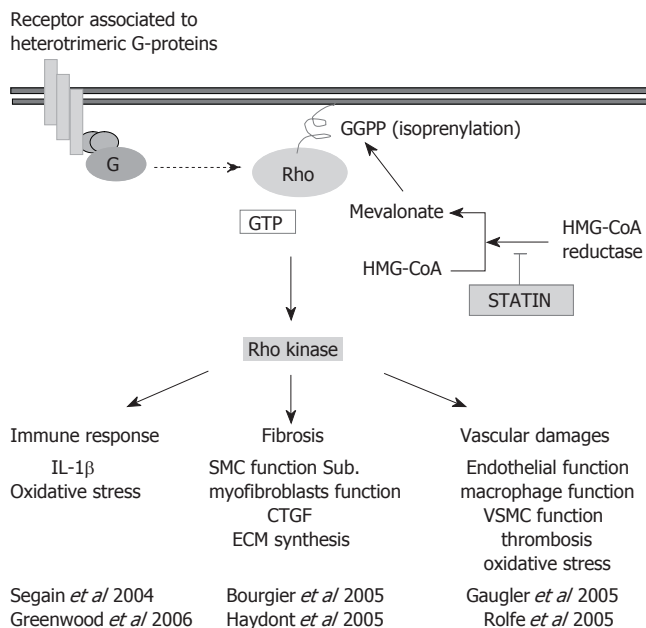 Receptor associated to
heterotrimeric G-proteins
GGPP (isoprenylation)
G
Rho
GTP
Mevalonate
HMG-CoA
reductase
HMG-CoA
STATIN
Rho kinase
Immune response
IL-1β
Oxidative stress
Segain et al 2004
Greenwood et al 2006
Fibrosis
SMC function Sub.
myofibroblasts function
CTGF
ECM synthesis
Bourgier et al 2005
Haydont et al 2005
Vascular damages
Endothelial function
macrophage function
VSMC function
thrombosis
oxidative stress
Gaugler et al 2005
Rolfe et al 2005